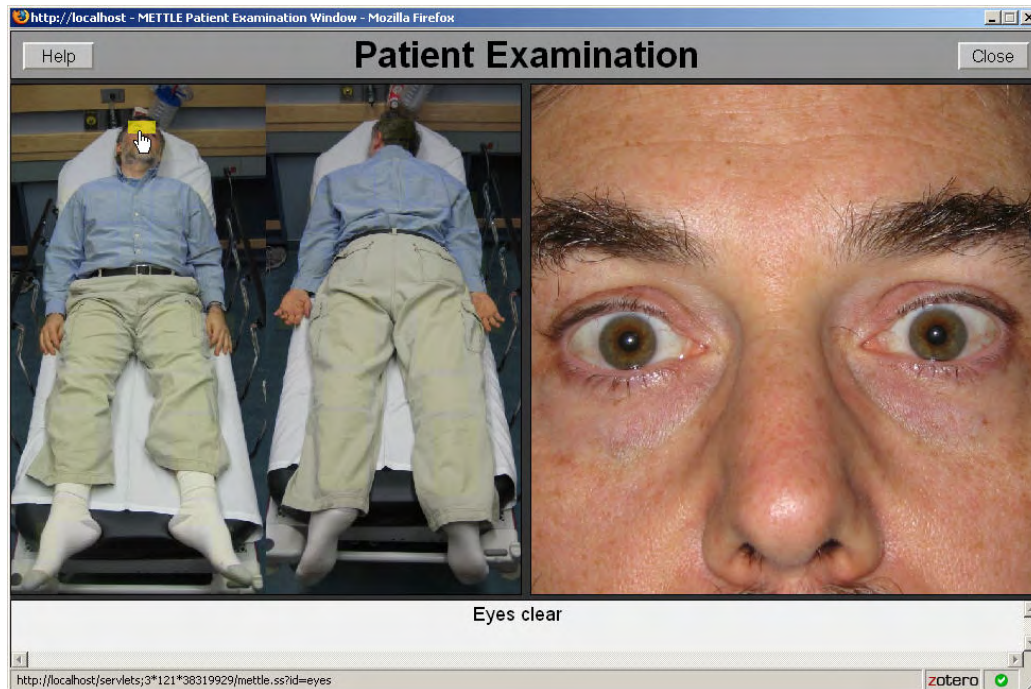 http://localhost - METTLE Patient Examination Window - Mozilla Firefox
Help
Patient Examination
Close
Eyes clear
http://localhost/servlets;3*121*38319929/mettle.ss?id=eyes
zotero